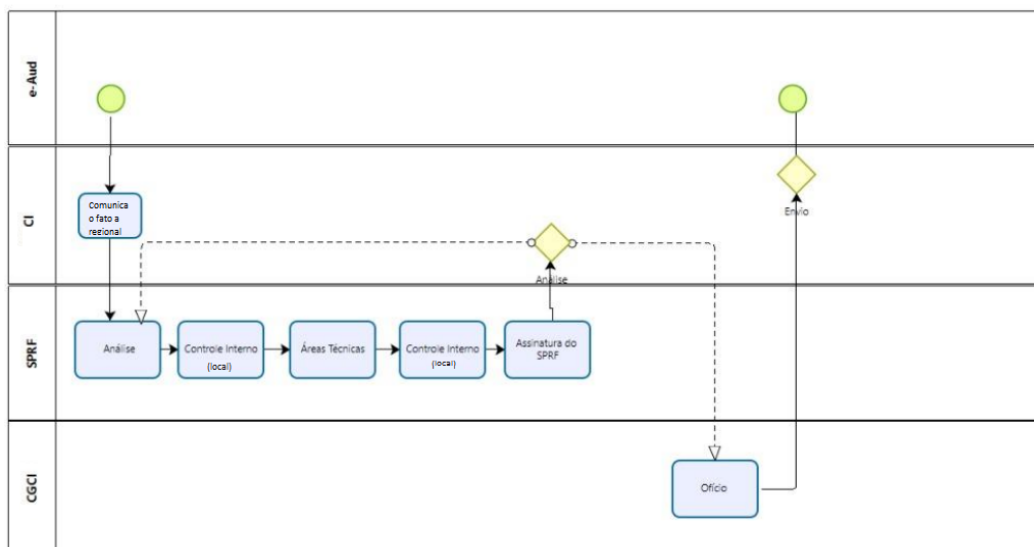 e-Aud
CI
Comunica
o fato a
regional
Envio
Análise
SPRF
Análise
Controle Interno
(local)
Áreas Técnicas
Controle Interno
(local)
Assinatura do
SPRF
CGCI
Ofício